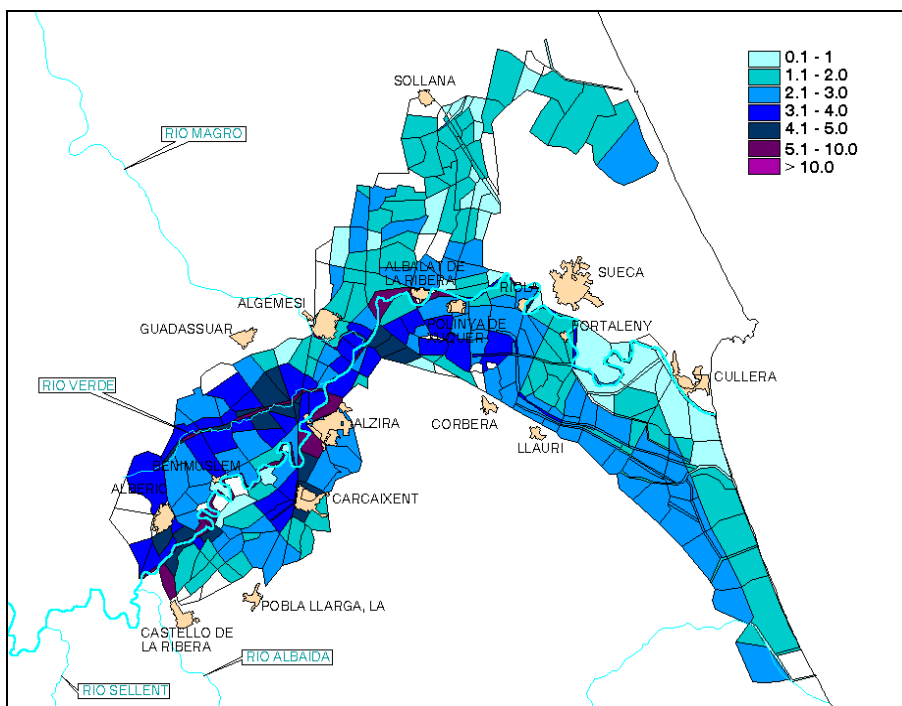 0.1 - 1
1.1 - 2.0
2.1 - 3.0
3.1 - 4.0
4.1 - 5.0
5.1 - 10.0
> 10.0
SOLLANA
RIO MAGRO
ALBALAT DE
LA RIBERA
RIOLA
SUECA
ALGEMESI
GUADASSUAR
POLINYA DE
XUQUER
FORTALENY
CULLERA
RIO VERDE
ALZIRA
CORBERA
LLAURI
BENIMUSLEM
ALBERIC
CARCAIXENT
POBLA LLARGA, LA
CASTELLO DE
LA RIBERA
RIO ALBAIDA
RIO SELLENT